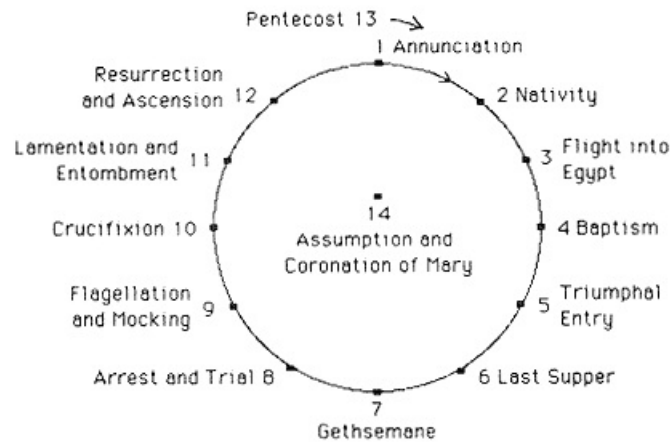 Pentecost 13
1 Annunciation
2 Nativity
3 Flight into
Egypt
4 Baptism
5 Triumphal
Entry
6 Last Supper
7
Gethsemane
Arrest and Trial 8
Flagellation
and Mocking 9
Crucifixion 10
Lamentation and
Entombment 11
Resurrection
and Ascension 12
14
Assumption and
Coronation of Mary